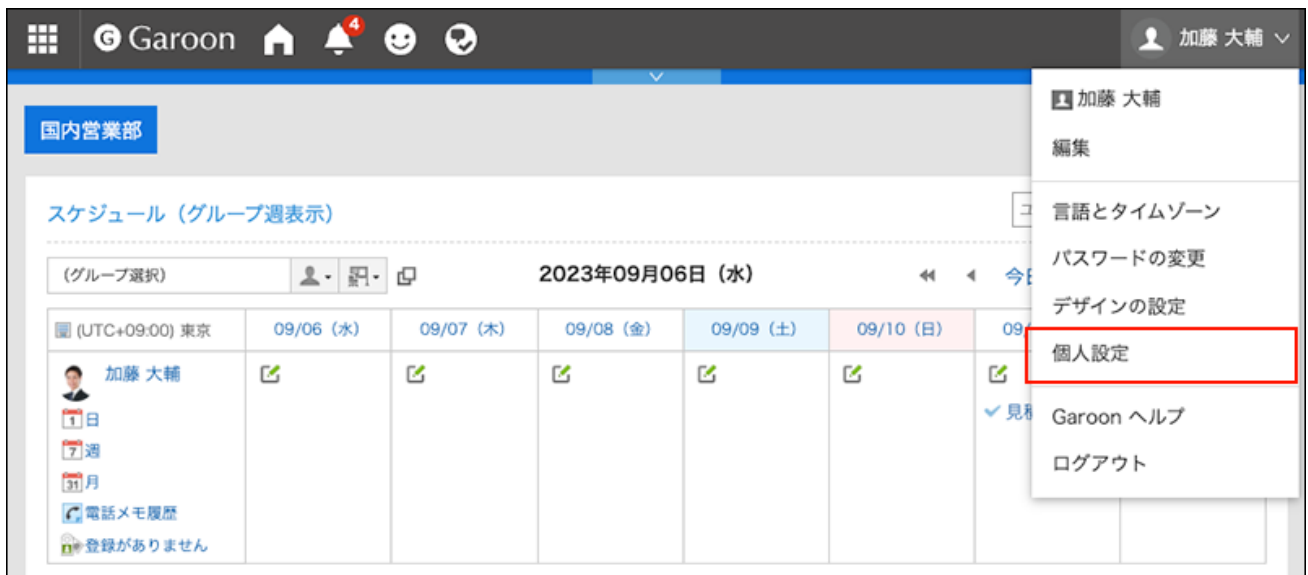 Garoon
4
加藤 大輔
国内営業部
加藤 大輔
編集
言語とタイムゾーン
パスワードの変更
デザインの設定
個人設定
Garoon ヘルプ
ログアウト
スケジュール（グループ週表示）
（グループ選択）
2023年09月06日（水）
(UTC+09:00) 東京
09/06（水）
09/07（木）
09/08（金）
09/09（土）
09/10（日）
加藤 大輔
1 日
7 週
31 月
電話メモ履歴
登録がありません